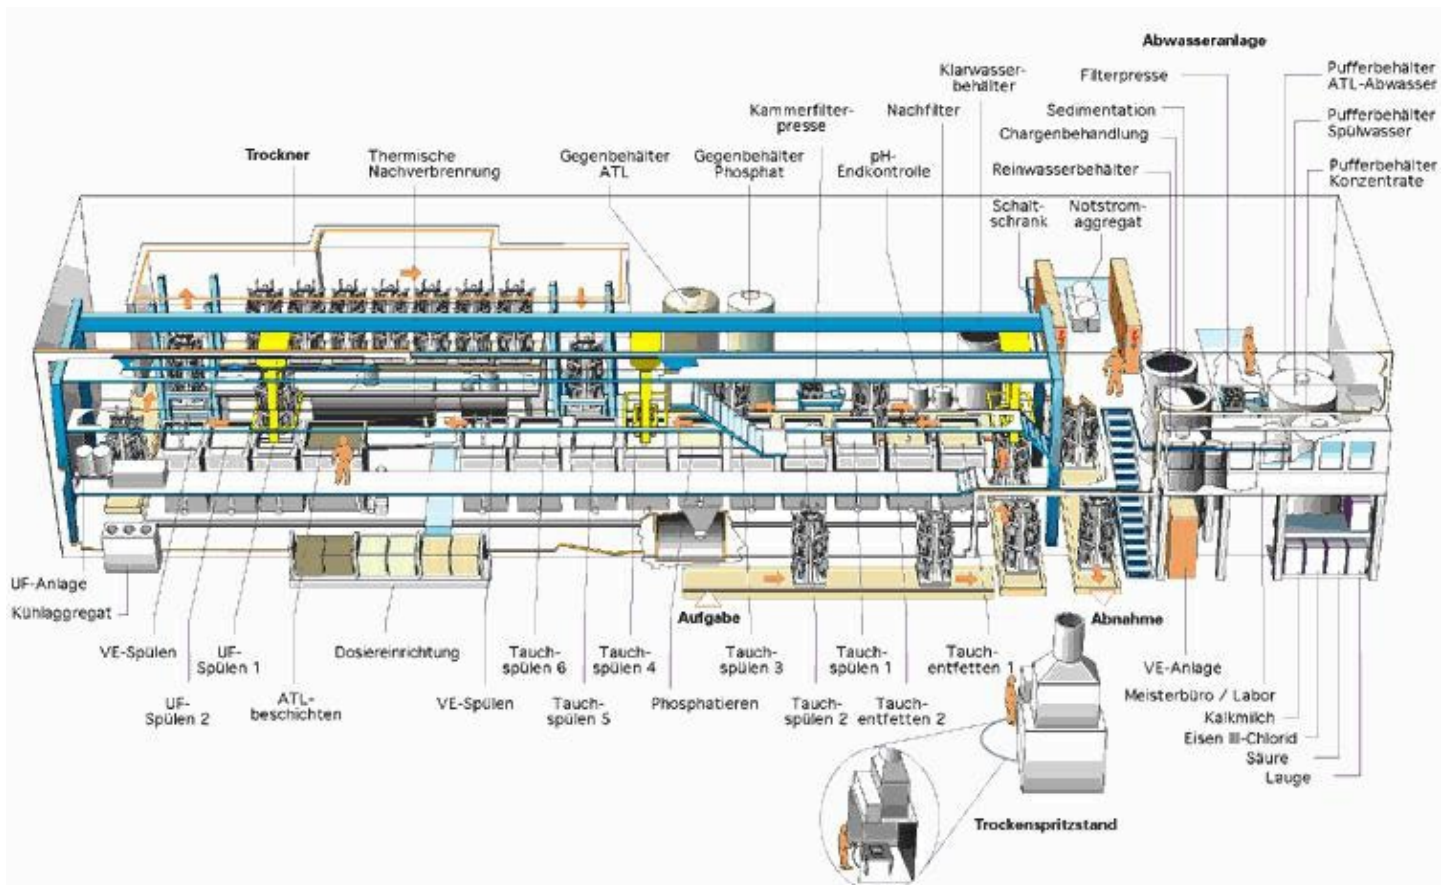 Abwasseranlage
Klarwasser-
behälter
Filterpresse
Pufferbehälter
ATL-Abwasser
Kammerfilter-
presse
Nachfilter
Sedimentation
Chargenbehandlung
Pufferbehälter
Spülwasser
Trockner
Thermische
Nachverbrennung
Gegenbehälter
ATL
Gegenbehälter
Phosphat
pH-
Endkontrolle
Reinwasserbehälter
Pufferbehälter
Konzentrate
Schalt-
schrank
Notstrom-
aggregat
UF-Anlage
Kühlaggregat
VE-Spülen
UF-
Spülen 1
Dosiereinrichtung
Tauch-
spülen 6
Tauch-
spülen 4
Aufgabe
Tauch-
spülen 3
Tauch-
spülen 1
Tauch-
entfetten 1
Abnahme
VE-Anlage
UF-
Spülen 2
ATL-
beschichten
VE-Spülen
Tauch-
spülen 5
Phosphatieren
Tauch-
spülen 2
Tauch-
entfetten 2
Meisterbüro / Labor
Kalkmilch
Eisen III-Chlorid
Säure
Lauge
Trockenspritzstand